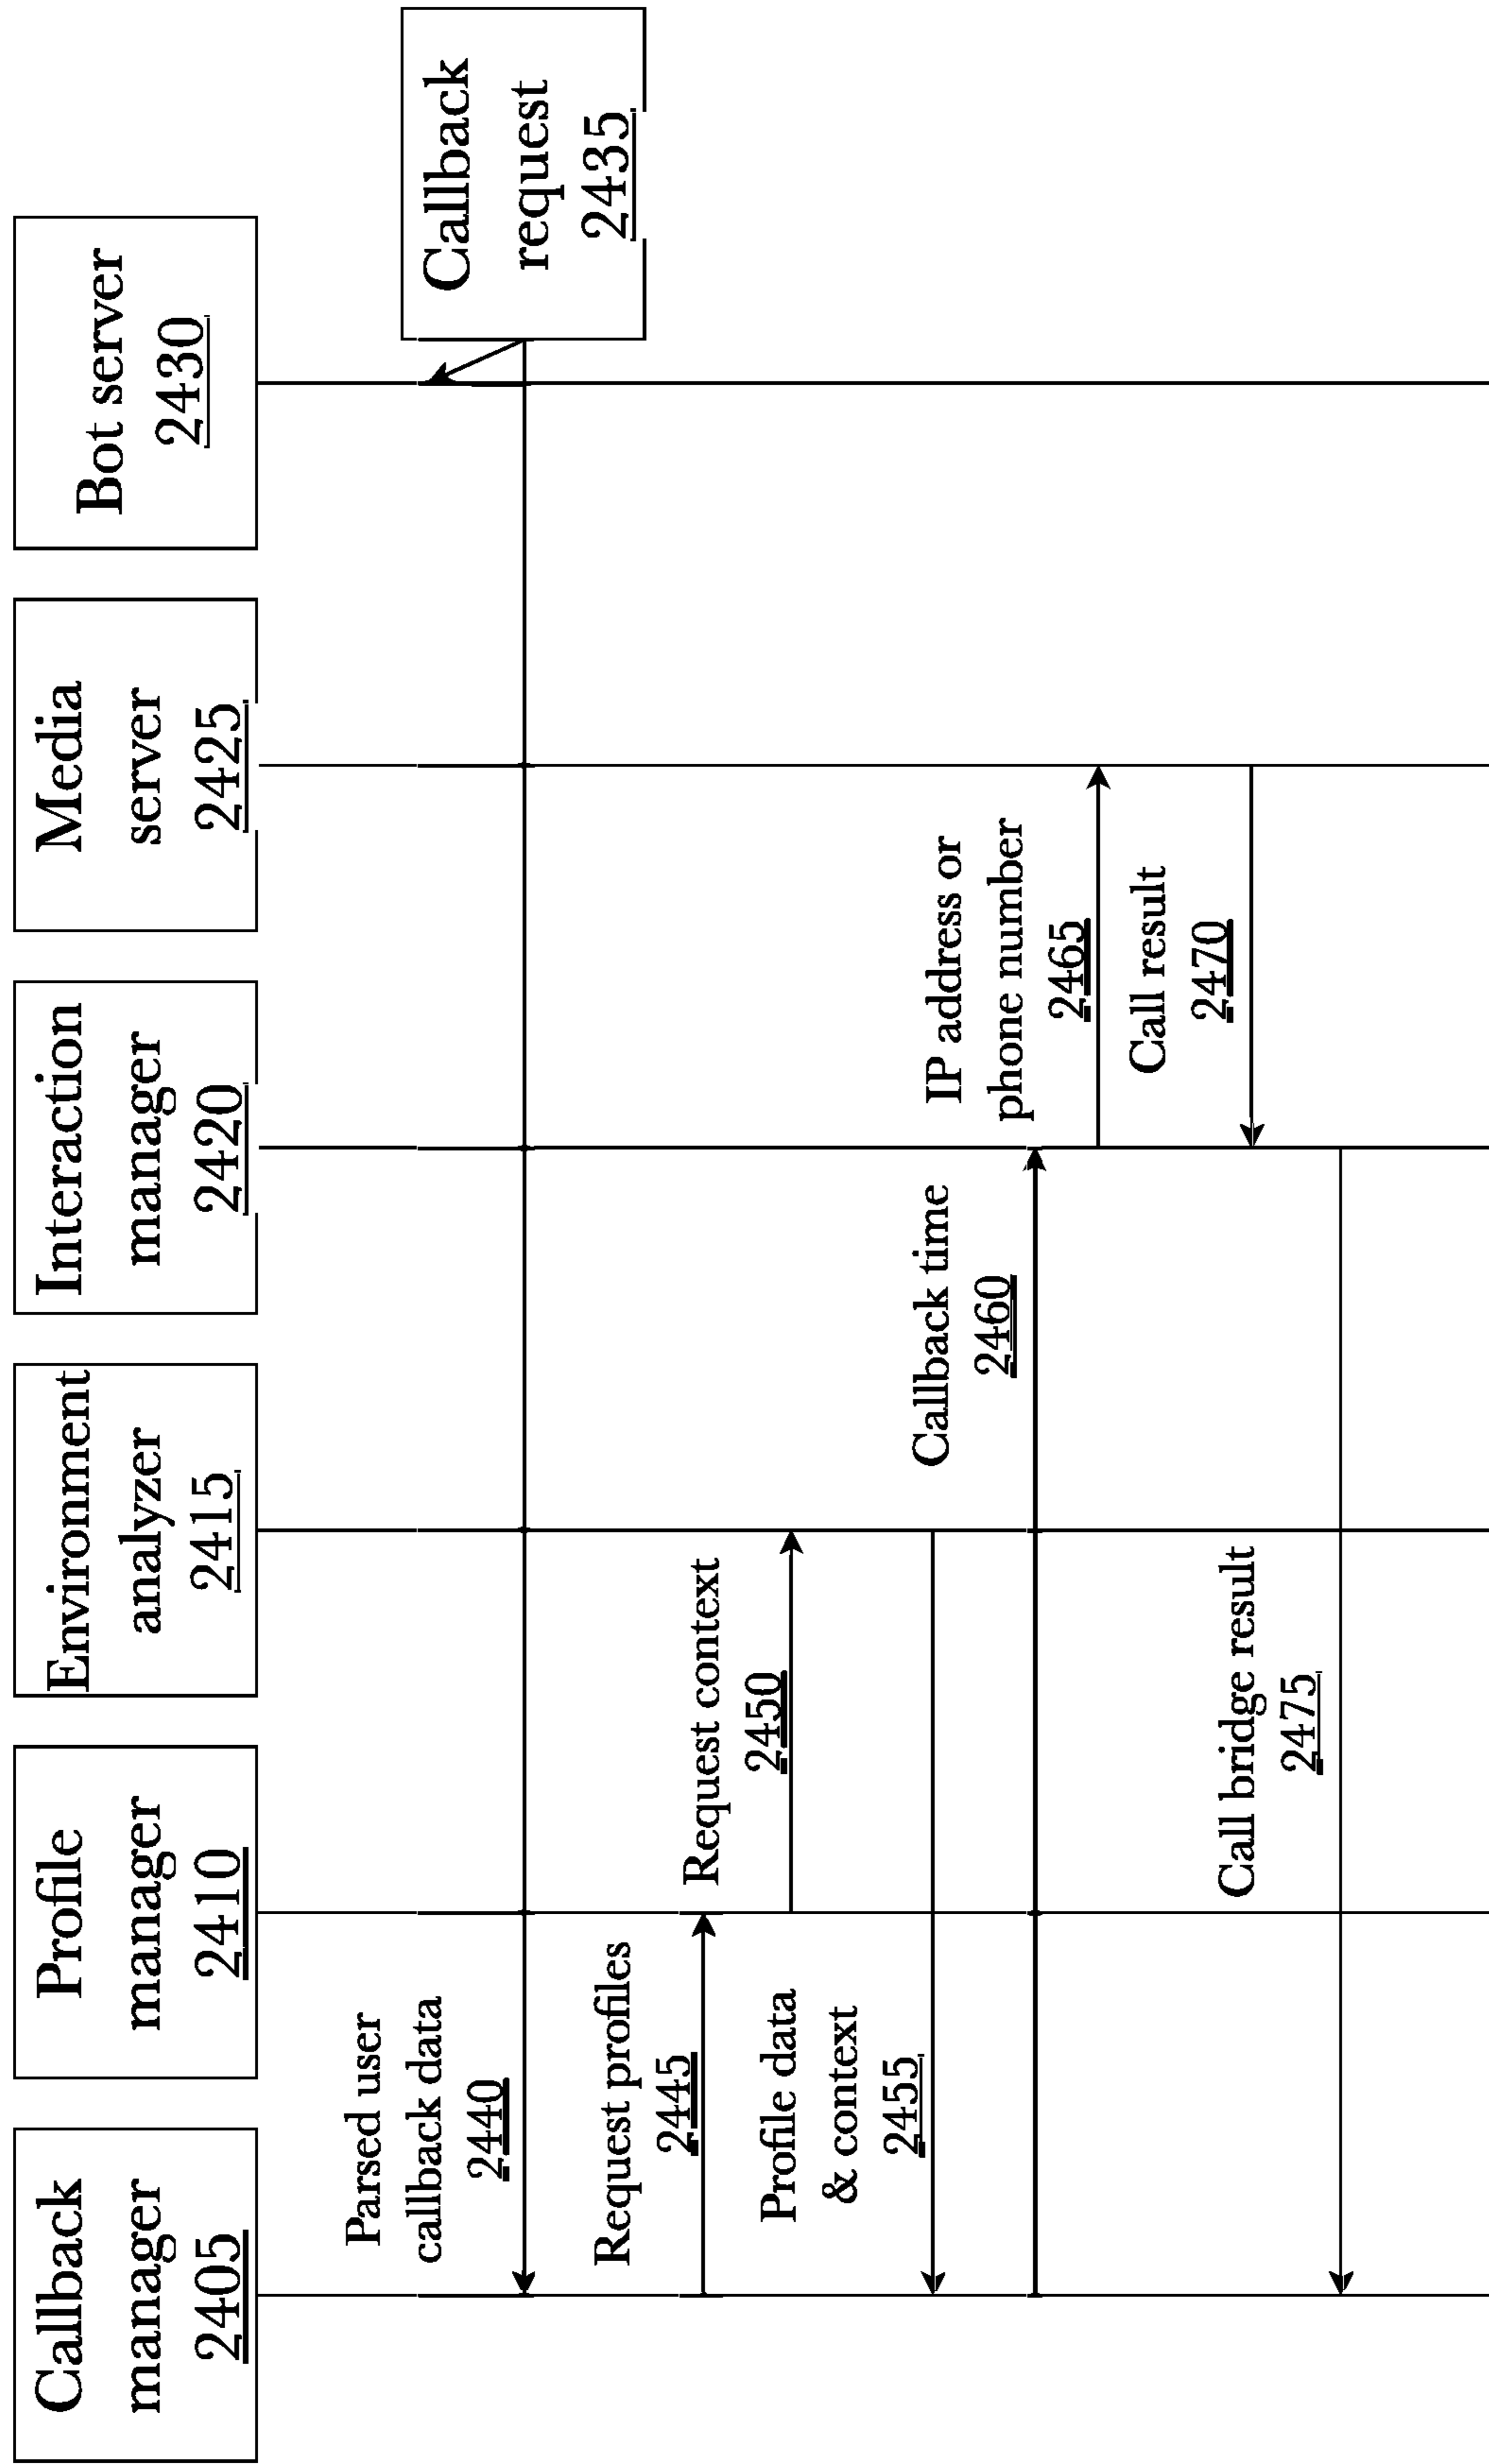 Callback
manager
2405
Profile
manager
2410
Environment
analyzer
2415
Interaction
manager
2420
Media
server
2425
Bot server
2430
Callback
request
2435
Parsed user
callback data
2440
Request profiles
2445
Request context
2450
Profile data
& context
2455
Callback time
2460
IP address or
phone number
2465
Call result
2470
Call bridge result
2475